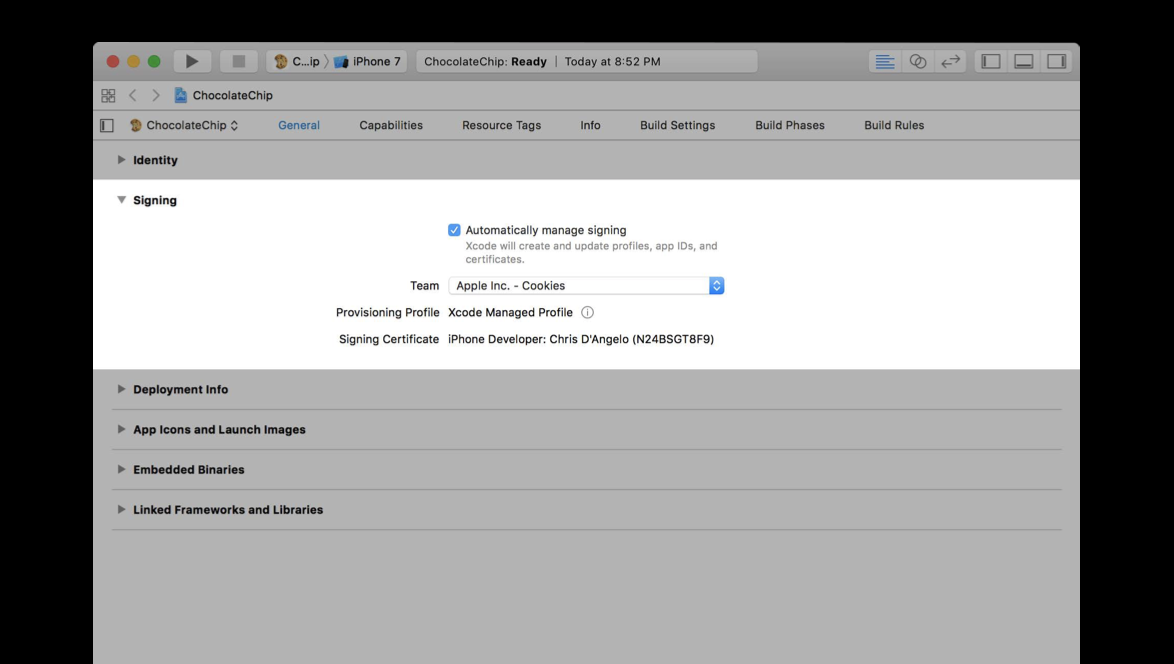 C...ip 〉 iPhone 7 ChocolateChip: Ready | Today at 8:52 PM
ChocolateChip
ChocolateChip General Capabilities Resource Tags Info Build Settings Build Phases Build Rules
Identity
Signing
Automatically manage signing
Xcode will create and update profiles, app IDs, and
certificates.
Team Apple Inc. - Cookies
Provisioning Profile Xcode Managed Profile
Signing Certificate iPhone Developer: Chris D'Angelo (N24BSGT8F9)
Deployment Info
App Icons and Launch Images
Embedded Binaries
Linked Frameworks and Libraries